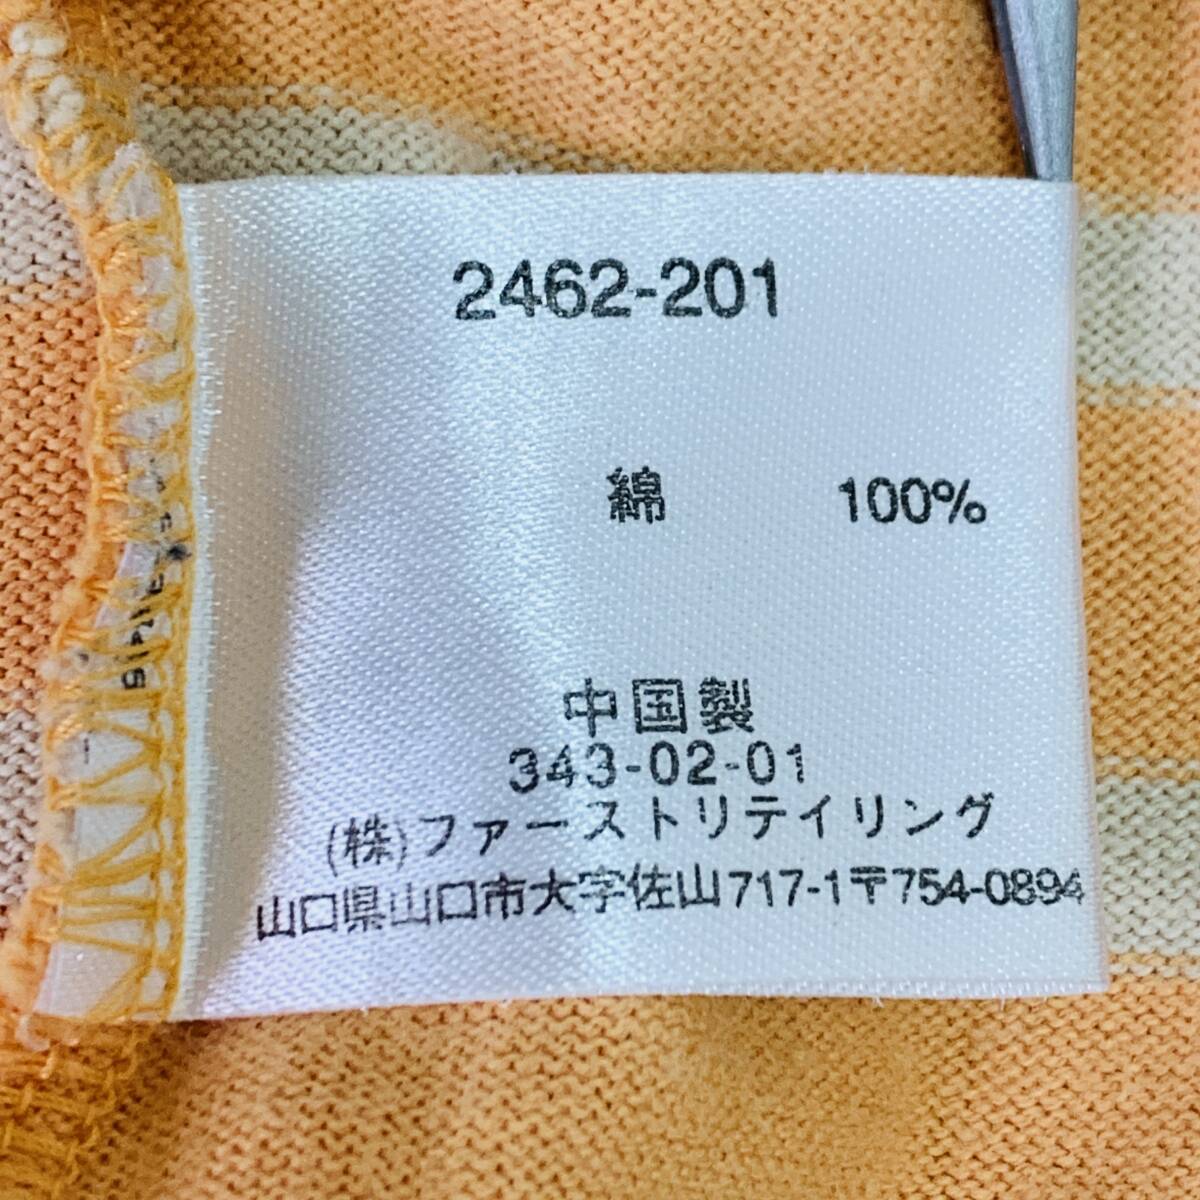 2462-201
綿 100%
中国製
343-02-01
(株)ファーストリテイリング
山口県山口市大字佐山717-1〒754-0894